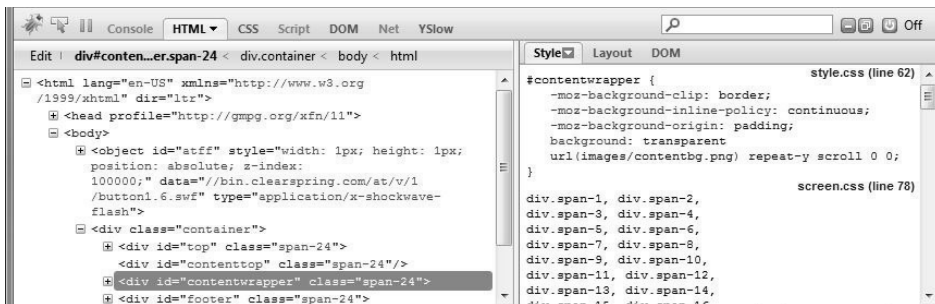 Console HTML CSS Script DOM Net YSlow Off
Edit div#conten...er.span-24 < div.container < body < html
<html lang="en-US" xmlns="http://www.w3.org
/1999/xhtml" dir="ltr">
<head profile="http://gmpg.org/xfn/11">
<body>
<object id="atff" style="width: 1px; height: 1px;
position: absolute; z-index:
100000;" data="//bin.clearspring.com/at/v/1
/button1.6.swf" type="application/x-shockwave-
flash">
<div class="container">
<div id="top" class="span-24">
<div id="contenttop" class="span-24"/>
<div id="contentwrapper" class="span-24">
<div id="footer" class="span-24">
Style Layout DOM
style.css (line 62)
#contentwrapper {
-moz-background-clip: border;
-moz-background-inline-policy: continuous;
-moz-background-origin: padding;
background: transparent
url(images/contentbg.png) repeat-y scroll 0 0;
}
screen.css (line 78)
div.span-1, div.span-2,
div.span-3, div.span-4,
div.span-5, div.span-6,
div.span-7, div.span-8,
div.span-9, div.span-10,
div.span-11, div.span-12,
div.span-13, div.span-14,